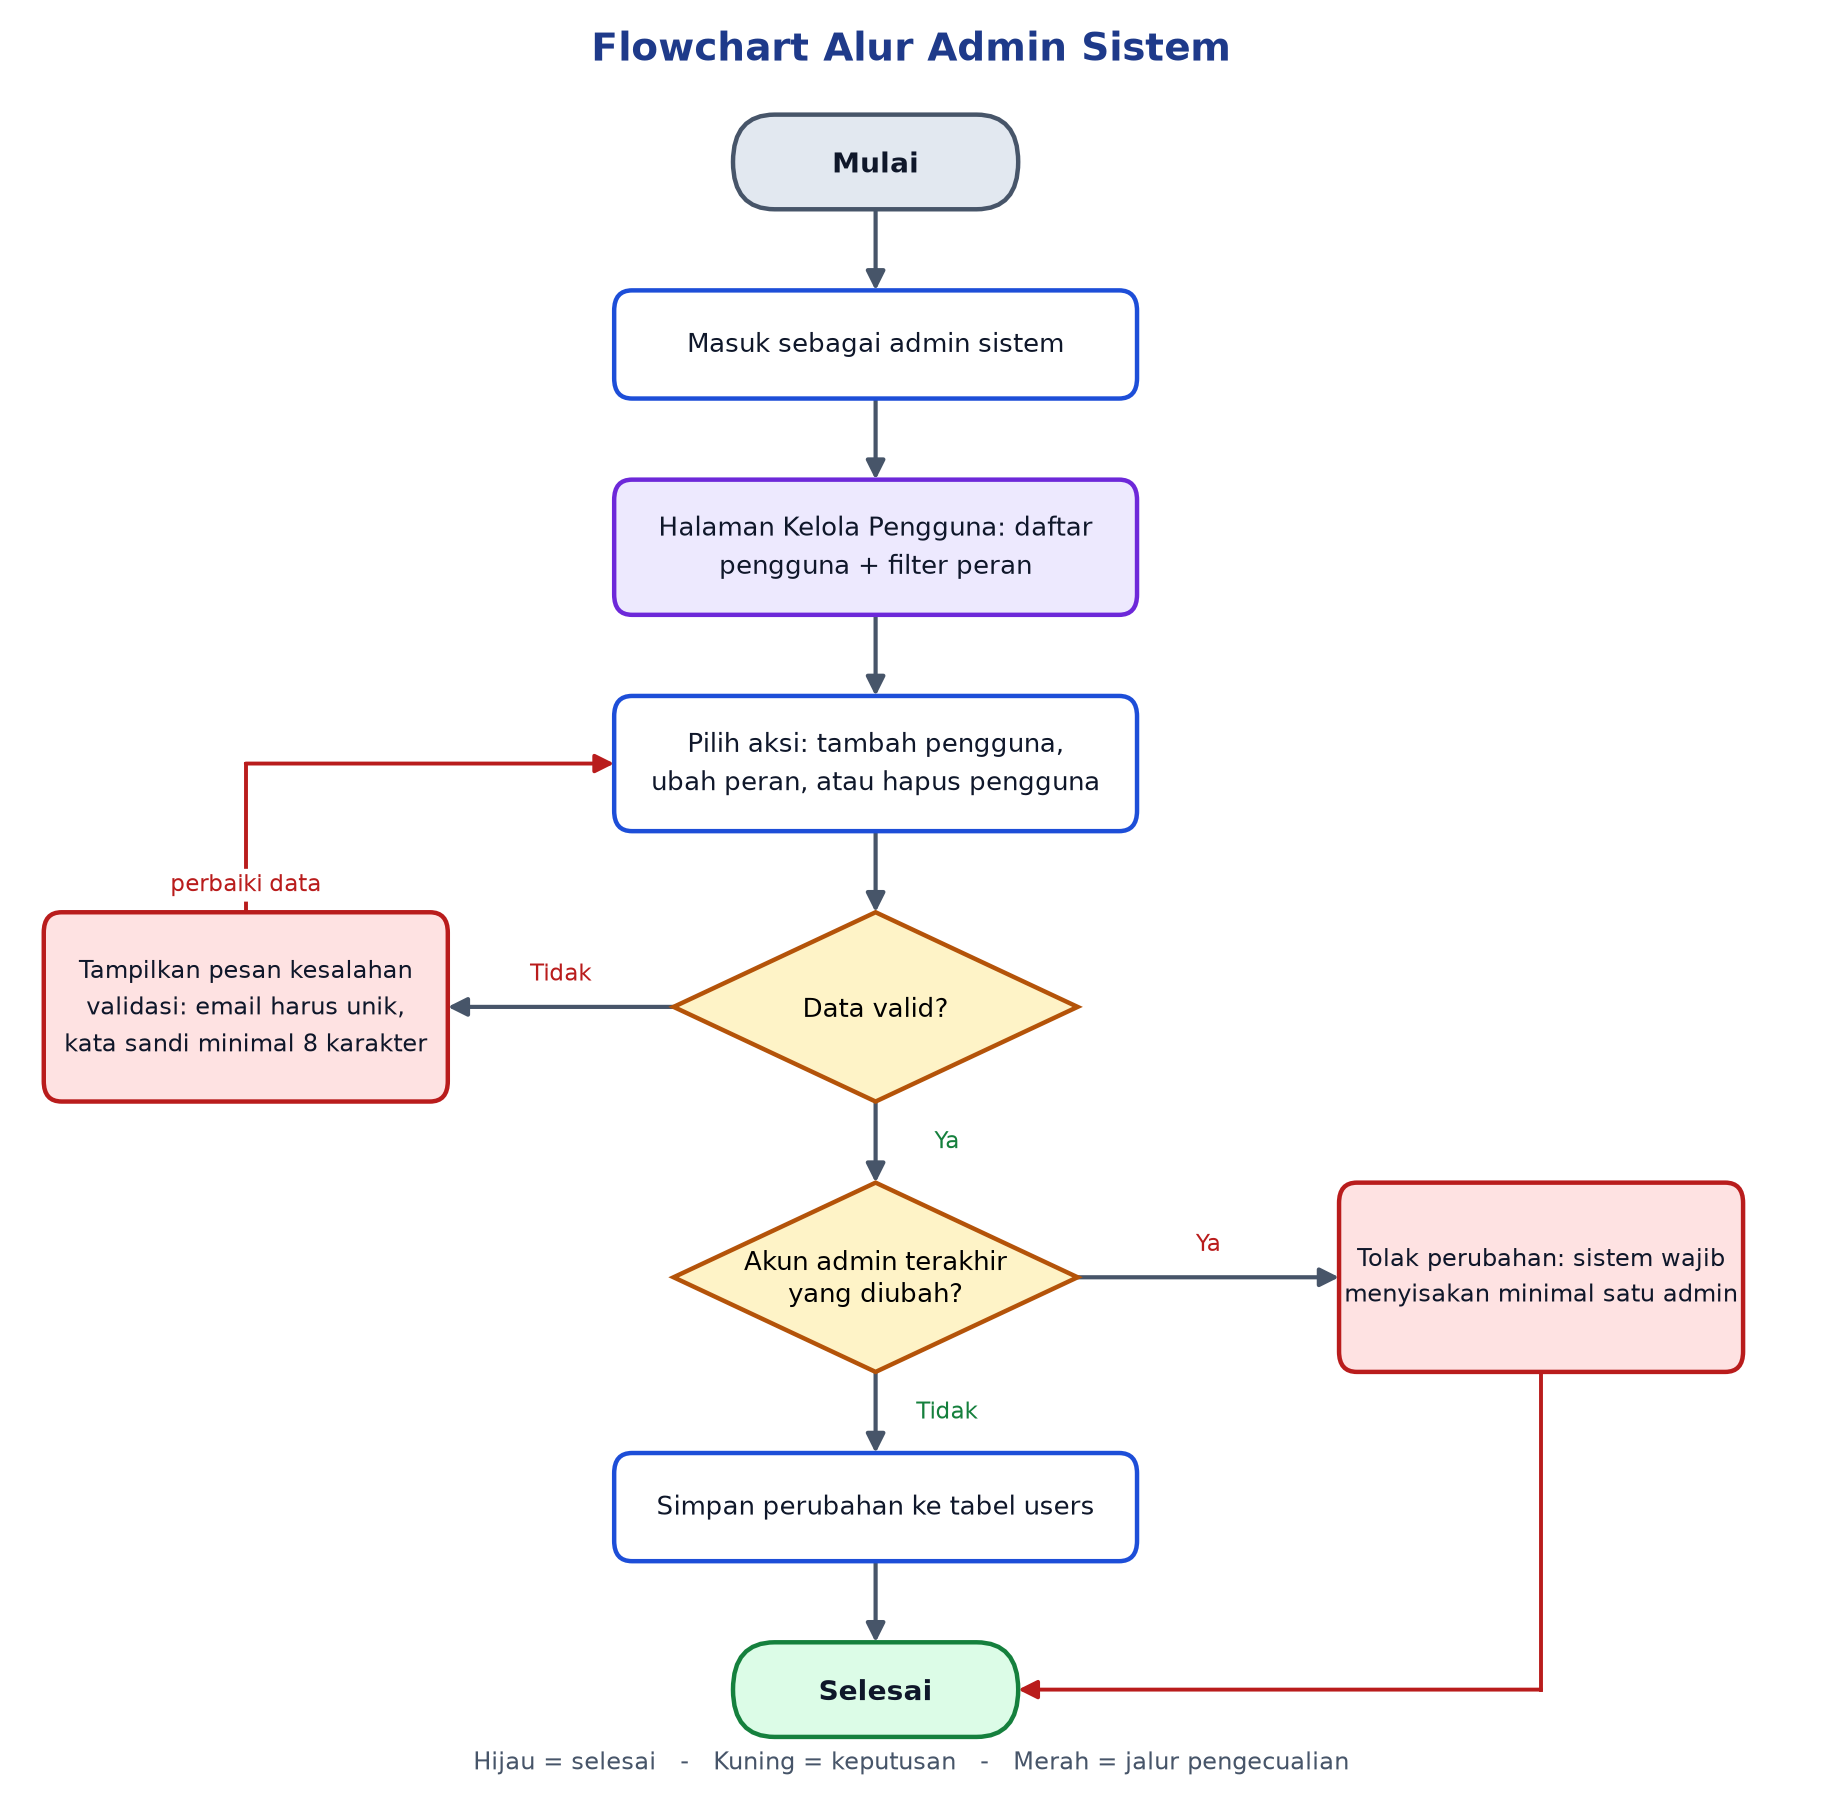 Flowchart Alur Admin Sistem
Mulai
Masuk sebagai admin sistem
Halaman Kelola Pengguna: daftar
pengguna + filter peran
Pilih aksi: tambah pengguna,
ubah peran, atau hapus pengguna
perbaiki data
Tampilkan pesan kesalahan
validasi: email harus unik,
kata sandi minimal 8 karakter
Tidak
Data valid?
Ya
Akun admin terakhir
yang diubah?
Ya
Tolak perubahan: sistem wajib
menyisakan minimal satu admin
Tidak
Simpan perubahan ke tabel users
Selesai
Hijau = selesai - Kuning = keputusan - Merah = jalur pengecualian